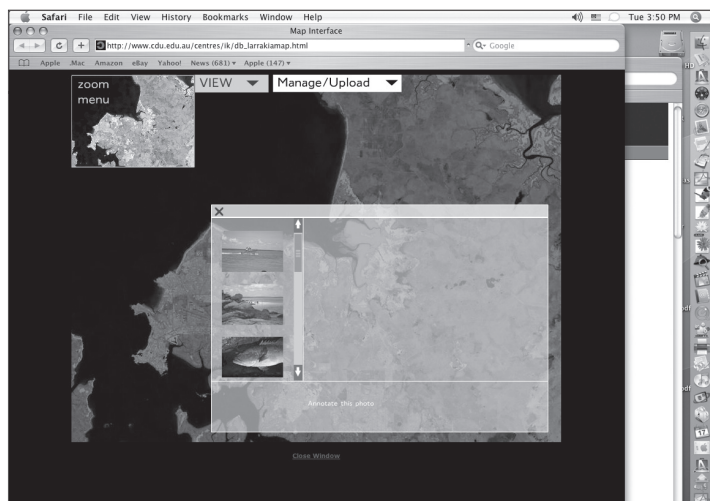 Safari File Edit View History Bookmarks Window Help Tue 3:50 PM
Map Interface
http://www.cdu.edu.au/centres/ik/db_larrakiamap.html Google
Apple .Mac Amazon eBay Yahoo! News (681) Apple (147)
zoom
menu
VIEW Manage/Upload
Annotate this photo
Close Window
HD
17